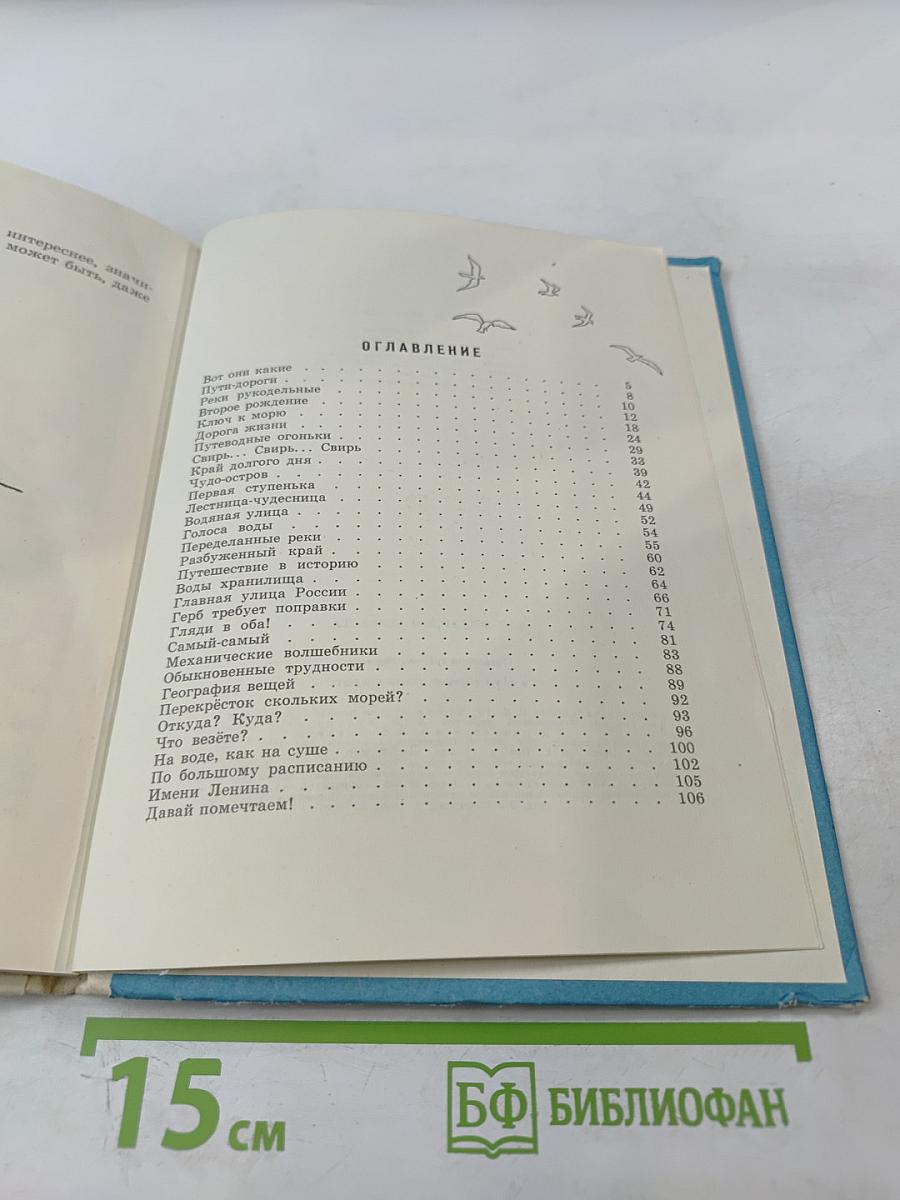 интереснее, значи-
может быть, даже
ОГЛАВЛЕНИЕ
Вот они какие . . . 5
Пути-дороги . . . 8
Реки рукодельные . . . 10
Второе рождение . . . 12
Ключ к морю . . . 18
Дорога жизни . . . 24
Путеводные огоньки . . . 29
Свирь... Свирь... Свирь . . . 33
Край долгого дня . . . 39
Чудо-остров . . . 42
Первая ступенька . . . 44
Лестница-чудесница . . . 49
Водяная улица . . . 52
Голоса воды . . . 54
Переделанные реки . . . 55
Разбуженный край . . . 60
Путешествие в историю . . . 62
Воды хранилища . . . 64
Главная улица России . . . 66
Герб требует поправки . . . 71
Гляди в оба! . . . 74
Самый-самый . . . 81
Механические волшебники . . . 83
Обыкновенные трудности . . . 88
География вещей . . . 89
Перекрёсток скольких морей? . . . 92
Откуда? Куда? . . . 93
Что везёте? . . . 96
На воде, как на суше . . . 100
По большому расписанию . . . 102
Имени Ленина . . . 105
Давай помечтаем! . . . 106
15 см
БФ БИБЛИОФАН